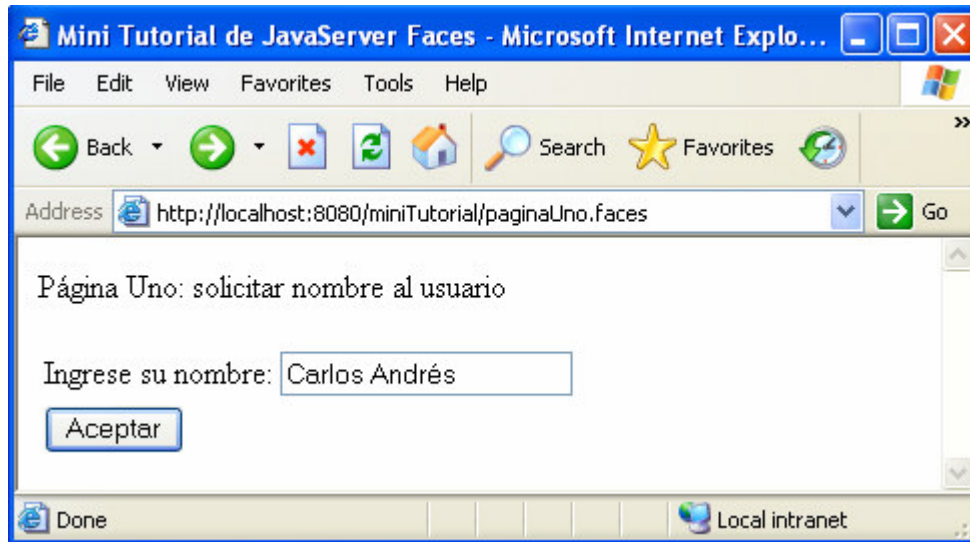 Mini Tutorial de JavaServer Faces - Microsoft Internet Explo...
File Edit View Favorites Tools Help
Back Search Favorites »
Address http://localhost:8080/miniTutorial/paginaUno.faces Go
Página Uno: solicitar nombre al usuario
Ingrese su nombre: Carlos Andrés
Aceptar
Done Local intranet